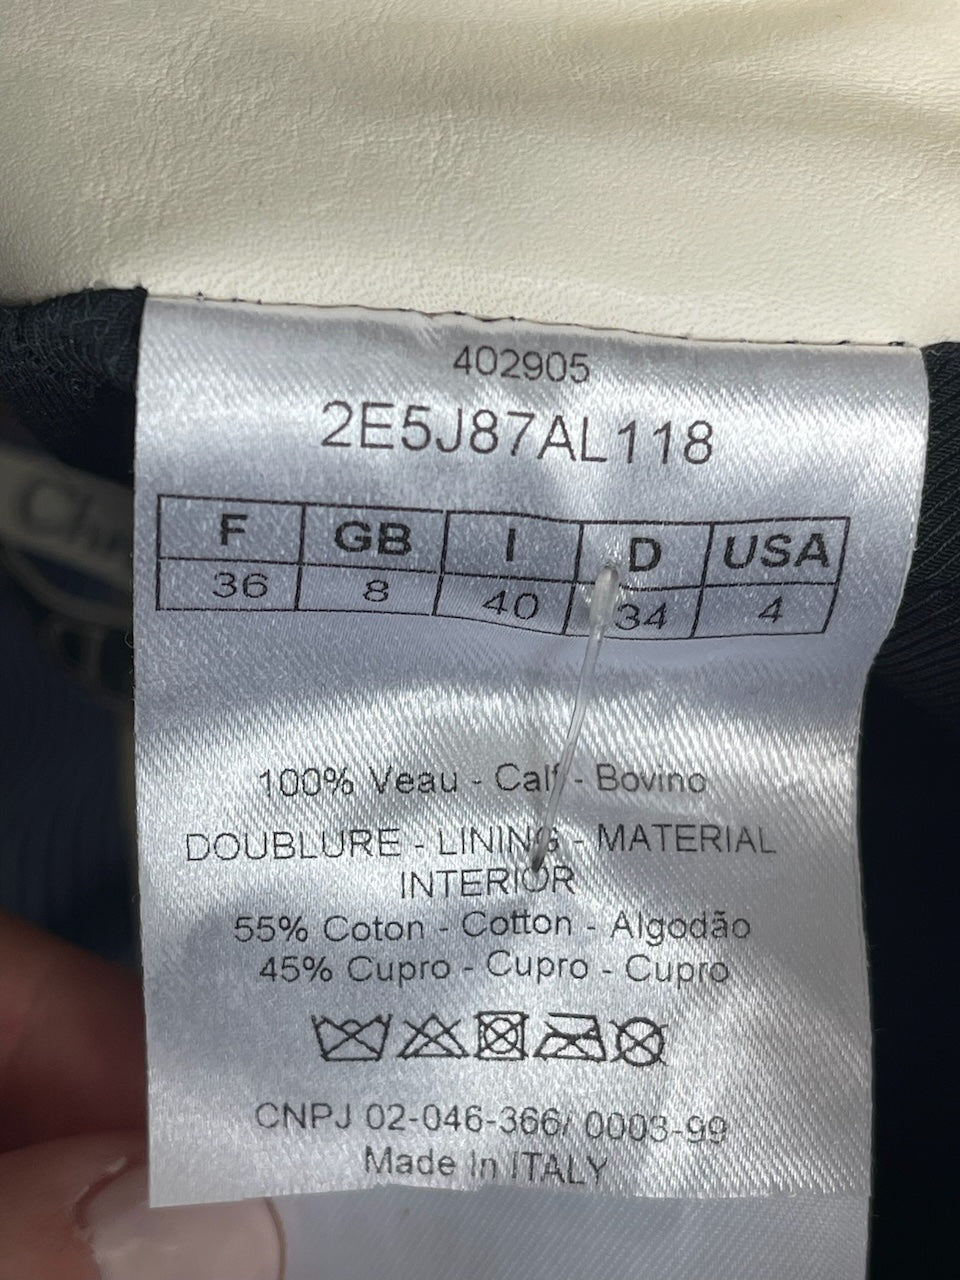 402905
2E5J87AL118
F GB I D USA
36 8 40 34 4
100% Veau - Calf - Bovino
DOUBLURE - LINING - MATERIAL
INTERIOR
55% Coton - Cotton - Algodão
45% Cupro - Cupro - Cupro
CNPJ 02-046-366/ 0003-99
Made In ITALY